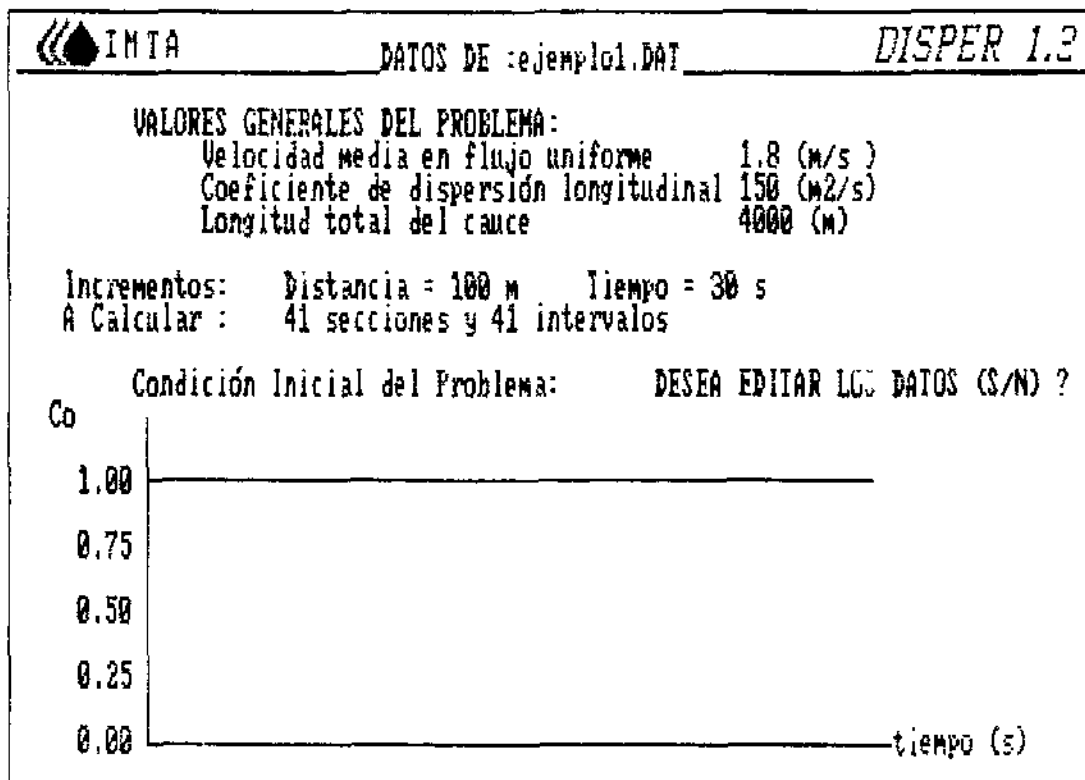 IMTA
DATOS DE :ejemplo1.DAT
DISPER 1.2
VALORES GENERALES DEL PROBLEMA:
Velocidad media en flujo uniforme 1.8 (m/s )
Coeficiente de dispersión longitudinal 150 (m2/s)
Longitud total del cauce 4000 (m)
Incrementos: Distancia = 100 m Tiempo = 30 s
A Calcular : 41 secciones y 41 intervalos
Condición Inicial del Problema: DESEA EDITAR LOS DATOS (S/N) ?
Co
1.00
0.75
0.50
0.25
0.00
tiempo (s)